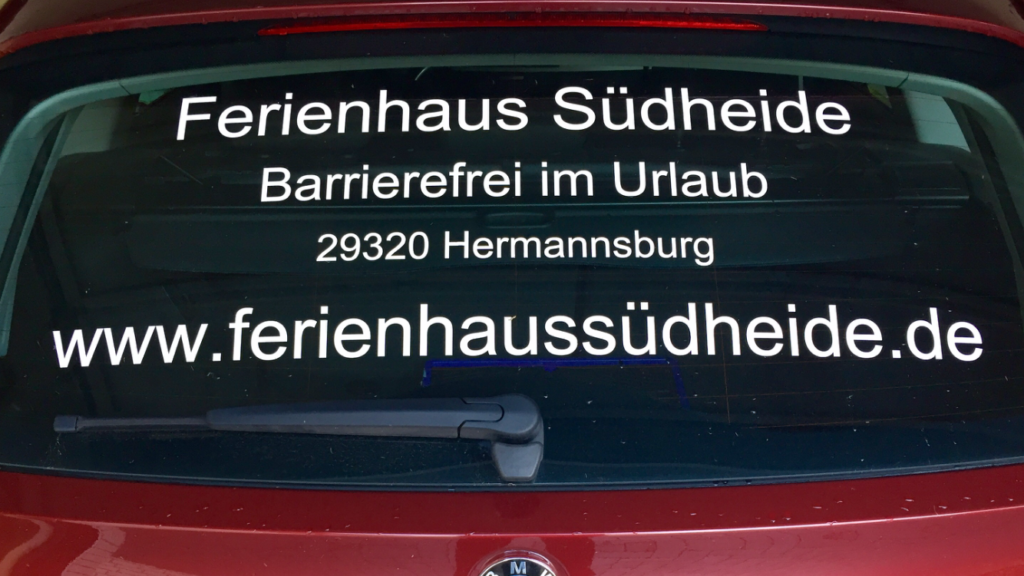 Ferienhaus Südheide
Barrierefrei im Urlaub
29320 Hermannsburg
www.ferienhaussüdheide.de